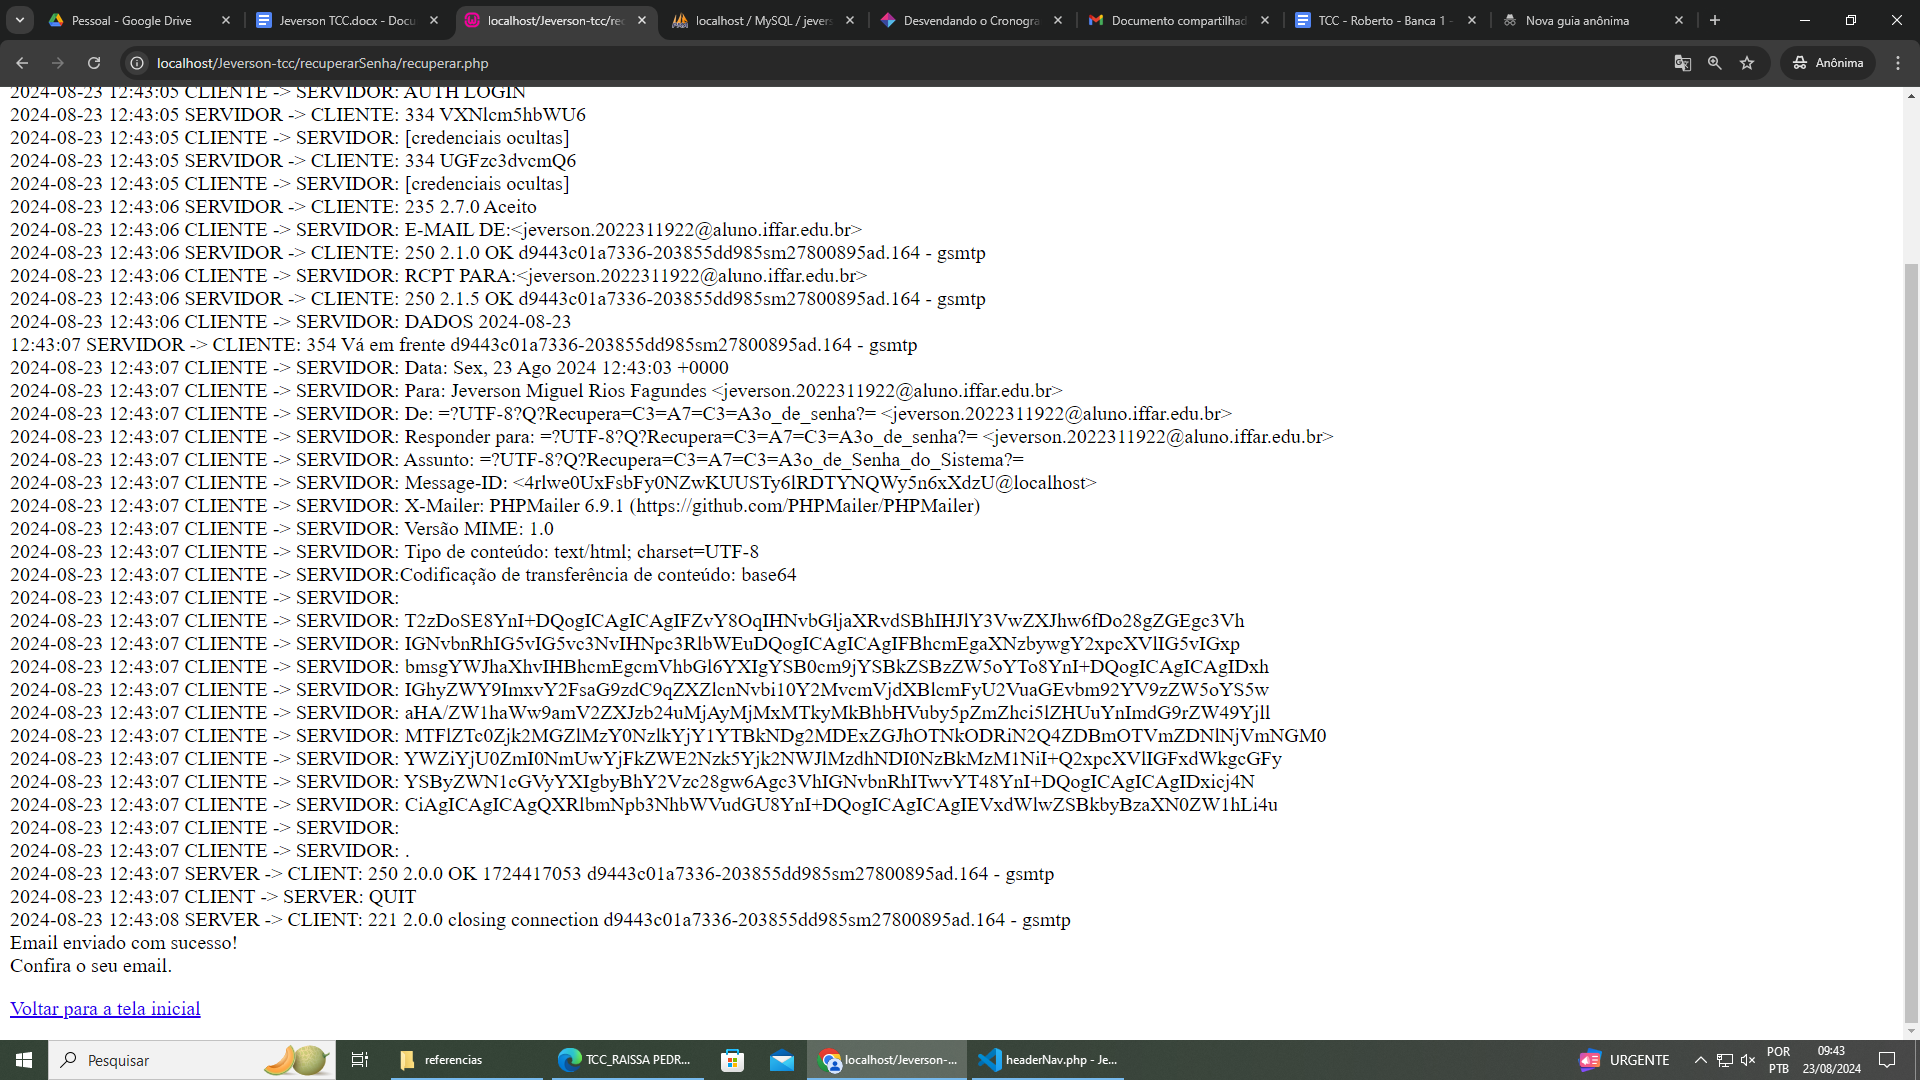 Pessoal - Google Drive
Jeverson TCC.docx - Docu
localhost/Jeverson-tcc/rec
localhost / MySQL / jevers
Desvendando o Cronogra
Documento compartilhad
TCC - Roberto - Banca 1 -
Nova guia anônima
localhost/Jeverson-tcc/recuperarSenha/recuperar.php
Anônima
2024-08-23 12:43:05 CLIENTE -> SERVIDOR: AUTH LOGIN
2024-08-23 12:43:05 SERVIDOR -> CLIENTE: 334 VXNlcm5hbWU6
2024-08-23 12:43:05 CLIENTE -> SERVIDOR: [credenciais ocultas]
2024-08-23 12:43:05 SERVIDOR -> CLIENTE: 334 UGFzc3dvcmQ6
2024-08-23 12:43:05 CLIENTE -> SERVIDOR: [credenciais ocultas]
2024-08-23 12:43:06 SERVIDOR -> CLIENTE: 235 2.7.0 Aceito
2024-08-23 12:43:06 CLIENTE -> SERVIDOR: E-MAIL DE:<jeverson.2022311922@aluno.iffar.edu.br>
2024-08-23 12:43:06 SERVIDOR -> CLIENTE: 250 2.1.0 OK d9443c01a7336-203855dd985sm27800895ad.164 - gsmtp
2024-08-23 12:43:06 CLIENTE -> SERVIDOR: RCPT PARA:<jeverson.2022311922@aluno.iffar.edu.br>
2024-08-23 12:43:06 SERVIDOR -> CLIENTE: 250 2.1.5 OK d9443c01a7336-203855dd985sm27800895ad.164 - gsmtp
2024-08-23 12:43:06 CLIENTE -> SERVIDOR: DADOS 2024-08-23
12:43:07 SERVIDOR -> CLIENTE: 354 Vá em frente d9443c01a7336-203855dd985sm27800895ad.164 - gsmtp
2024-08-23 12:43:07 CLIENTE -> SERVIDOR: Data: Sex, 23 Ago 2024 12:43:03 +0000
2024-08-23 12:43:07 CLIENTE -> SERVIDOR: Para: Jeverson Miguel Rios Fagundes <jeverson.2022311922@aluno.iffar.edu.br>
2024-08-23 12:43:07 CLIENTE -> SERVIDOR: De: =?UTF-8?Q?Recupera=C3=A7=C3=A3o_de_senha?= <jeverson.2022311922@aluno.iffar.edu.br>
2024-08-23 12:43:07 CLIENTE -> SERVIDOR: Responder para: =?UTF-8?Q?Recupera=C3=A7=C3=A3o_de_senha?= <jeverson.2022311922@aluno.iffar.edu.br>
2024-08-23 12:43:07 CLIENTE -> SERVIDOR: Assunto: =?UTF-8?Q?Recupera=C3=A7=C3=A3o_de_Senha_do_Sistema?=
2024-08-23 12:43:07 CLIENTE -> SERVIDOR: Message-ID: <4rlwe0UxFsbFy0NZwKUUSTy6lRDTYNQWy5n6xXdzU@localhost>
2024-08-23 12:43:07 CLIENTE -> SERVIDOR: X-Mailer: PHPMailer 6.9.1 (https://github.com/PHPMailer/PHPMailer)
2024-08-23 12:43:07 CLIENTE -> SERVIDOR: Versão MIME: 1.0
2024-08-23 12:43:07 CLIENTE -> SERVIDOR: Tipo de conteúdo: text/html; charset=UTF-8
2024-08-23 12:43:07 CLIENTE -> SERVIDOR:Codificação de transferência de conteúdo: base64
2024-08-23 12:43:07 CLIENTE -> SERVIDOR:
2024-08-23 12:43:07 CLIENTE -> SERVIDOR: T2zDoSE8YnI+DQogICAgICAgIFZvY8OqIHNvbGljaXRvdSBhIHJlY3VwZXJhw6fDo28gZGEgc3Vh
2024-08-23 12:43:07 CLIENTE -> SERVIDOR: IGNvbnRhIG5vIG5vc3NvIHNpc3RlbWEuDQogICAgICAgIFBhcmEgaXNzbywgY2xpcXVlIG5vIGxp
2024-08-23 12:43:07 CLIENTE -> SERVIDOR: bmsgYWJhaXhvIHBhcmEgcmVhbGl6YXIgYSB0cm9jYSBkZSBzZW5oYTo8YnI+DQogICAgICAgIDxh
2024-08-23 12:43:07 CLIENTE -> SERVIDOR: IGhyZWY9ImxvY2FsaG9zdC9qZXZlcnNvbi10Y2MvcmVjdXBlcmFyU2VuaGEvbm92YV9zZW5oYS5w
2024-08-23 12:43:07 CLIENTE -> SERVIDOR: aHA/ZW1haWw9amV2ZXJzb24uMjAyMjMxMTkyMkBhbHVuby5pZmZhci5lZHUuYnImdG9rZW49Yjll
2024-08-23 12:43:07 CLIENTE -> SERVIDOR: MTFlZTc0Zjk2MGZlMzY0NzlkYjY1YTBkNDg2MDExZGJhOTNkODRiN2Q4ZDBmOTVmZDNlNjVmNGM0
2024-08-23 12:43:07 CLIENTE -> SERVIDOR: YWZiYjU0ZmI0NmUwYjFkZWE2Nzk5Yjk2NWJlMzdhNDI0NzBkMzM1NiI+Q2xpcXVlIGFxdWkgcGFy
2024-08-23 12:43:07 CLIENTE -> SERVIDOR: YSByZWN1cGVyYXIgbyBhY2Vzc28gw6Agc3VhIGNvbnRhITwvYT48YnI+DQogICAgICAgIDxicj4N
2024-08-23 12:43:07 CLIENTE -> SERVIDOR: CiAgICAgICAgQXRlbmNpb3NhbWVudGU8YnI+DQogICAgICAgIEVxdWlwZSBkbyBzaXN0ZW1hLi4u
2024-08-23 12:43:07 CLIENTE -> SERVIDOR:
2024-08-23 12:43:07 CLIENTE -> SERVIDOR: .
2024-08-23 12:43:07 SERVER -> CLIENT: 250 2.0.0 OK 1724417053 d9443c01a7336-203855dd985sm27800895ad.164 - gsmtp
2024-08-23 12:43:07 CLIENT -> SERVER: QUIT
2024-08-23 12:43:08 SERVER -> CLIENT: 221 2.0.0 closing connection d9443c01a7336-203855dd985sm27800895ad.164 - gsmtp
Email enviado com sucesso!
Confira o seu email.
Voltar para a tela inicial
Pesquisar
referencias
TCC_RAISSA PEDR...
localhost/Jeverson-...
headerNav.php - Je...
URGENTE
POR
PTB
09:43
23/08/2024